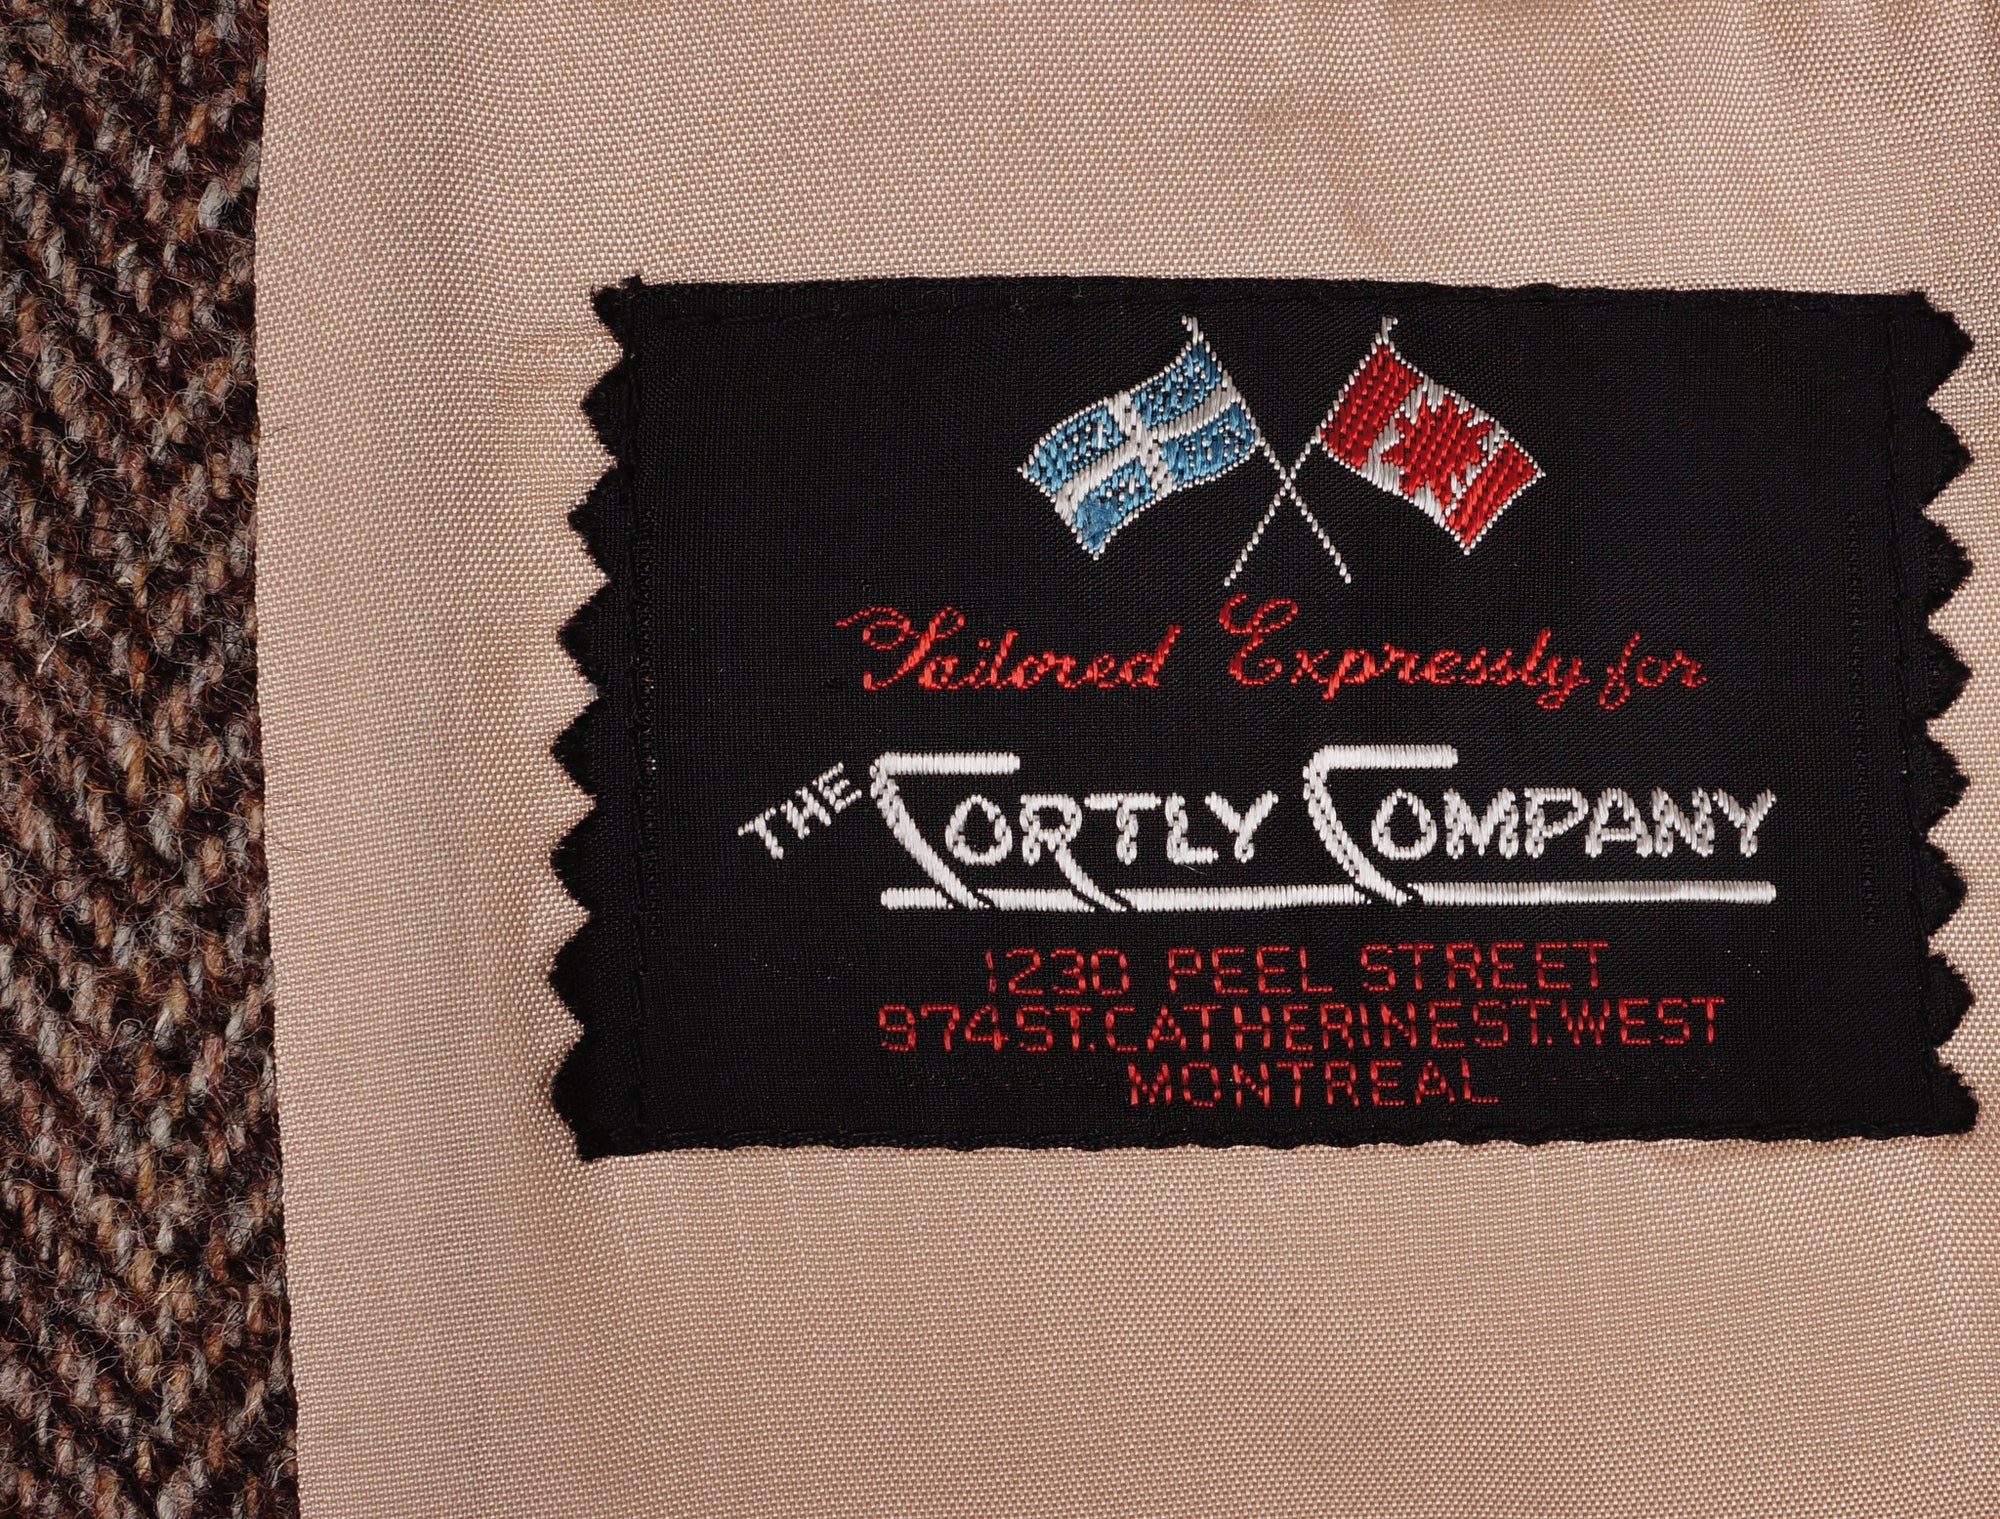 Tailored Expressly for
THE CORTLY COMPANY
1230 PEEL STREET
974 ST. CATHERINE ST. WEST
MONTREAL